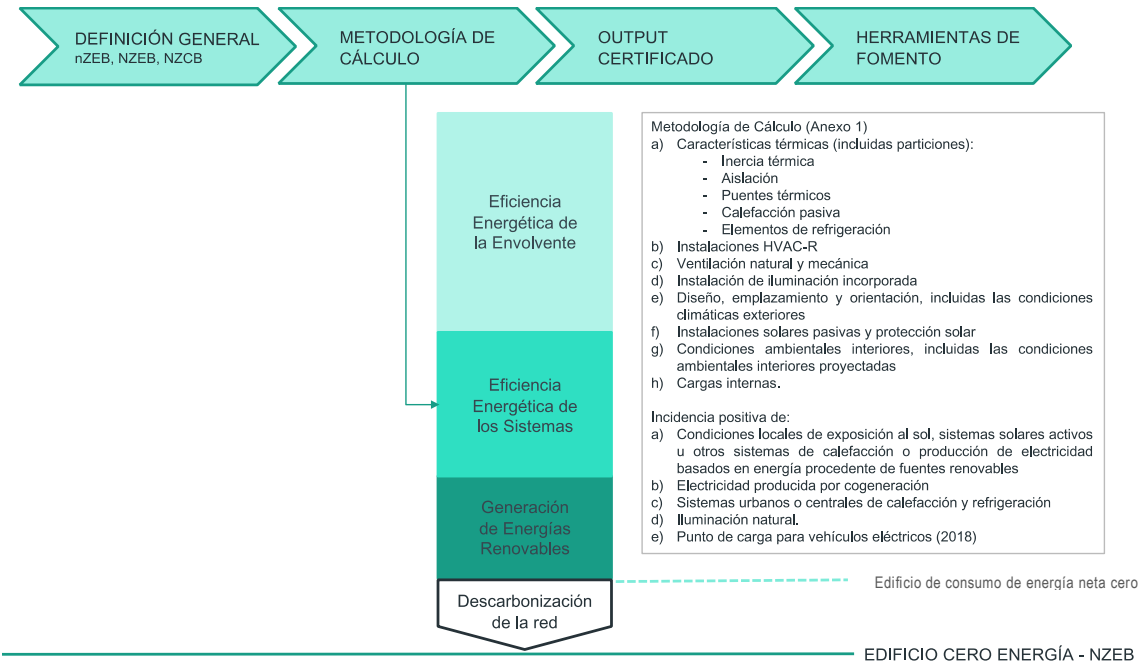 DEFINICIÓN GENERAL
nZEB, NZEB, NZCB
METODOLOGÍA DE
CÁLCULO
OUTPUT
CERTIFICADO
HERRAMIENTAS DE
FOMENTO
Eficiencia
Energética de
la Envolvente
Eficiencia
Energética de
los Sistemas
Generación
de Energías
Renovables
Descarbonización
de la red
Metodología de Cálculo (Anexo 1)
a) Características térmicas (incluidas particiones):
- Inercia térmica
- Aislación
- Puentes térmicos
- Calefacción pasiva
- Elementos de refrigeración
b) Instalaciones HVAC-R
c) Ventilación natural y mecánica
d) Instalación de iluminación incorporada
e) Diseño, emplazamiento y orientación, incluidas las condiciones
climáticas exteriores
f) Instalaciones solares pasivas y protección solar
g) Condiciones ambientales interiores, incluidas las condiciones
ambientales interiores proyectadas
h) Cargas internas.
Incidencia positiva de:
a) Condiciones locales de exposición al sol, sistemas solares activos
u otros sistemas de calefacción o producción de electricidad
basados en energía procedente de fuentes renovables
b) Electricidad producida por cogeneración
c) Sistemas urbanos o centrales de calefacción y refrigeración
d) Iluminación natural.
e) Punto de carga para vehículos eléctricos (2018)
Edificio de consumo de energía neta cero
EDIFICIO CERO ENERGÍA - NZEB